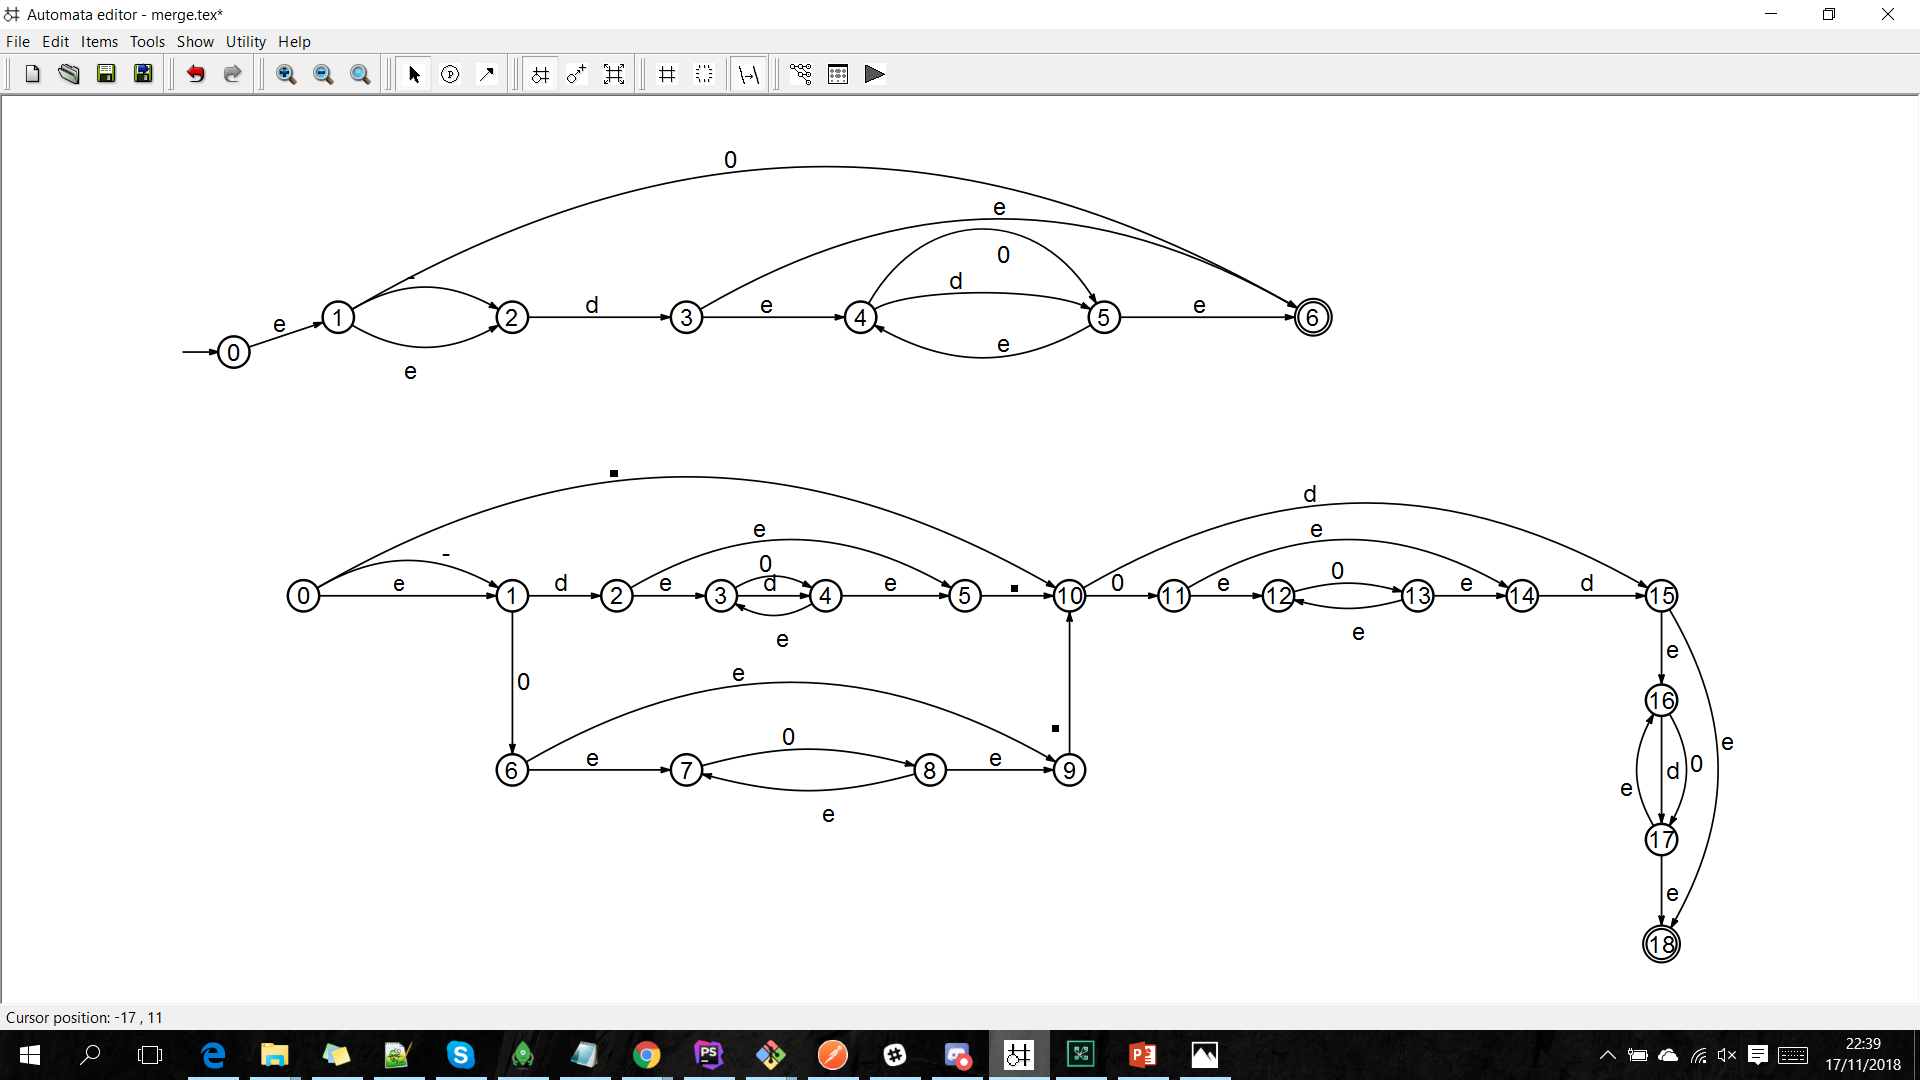 Automata editor - merge.tex*
File Edit Items Tools Show Utility Help
P
0
e
e
0
-
d
e
d
e
e
0 1 2 3 4 5 6
e
e
.
-
e
0
e
d
e
e
d
e
.
0 1 2 3 4 5 10
e
0
e
e
0
e
.
6 7 8 9
d
e
0
0
e
e
d
11 12 13 14 15
e
e
16
e
d
0
e
17
e
18
Cursor position: -17 , 11
PS
22:39
17/11/2018